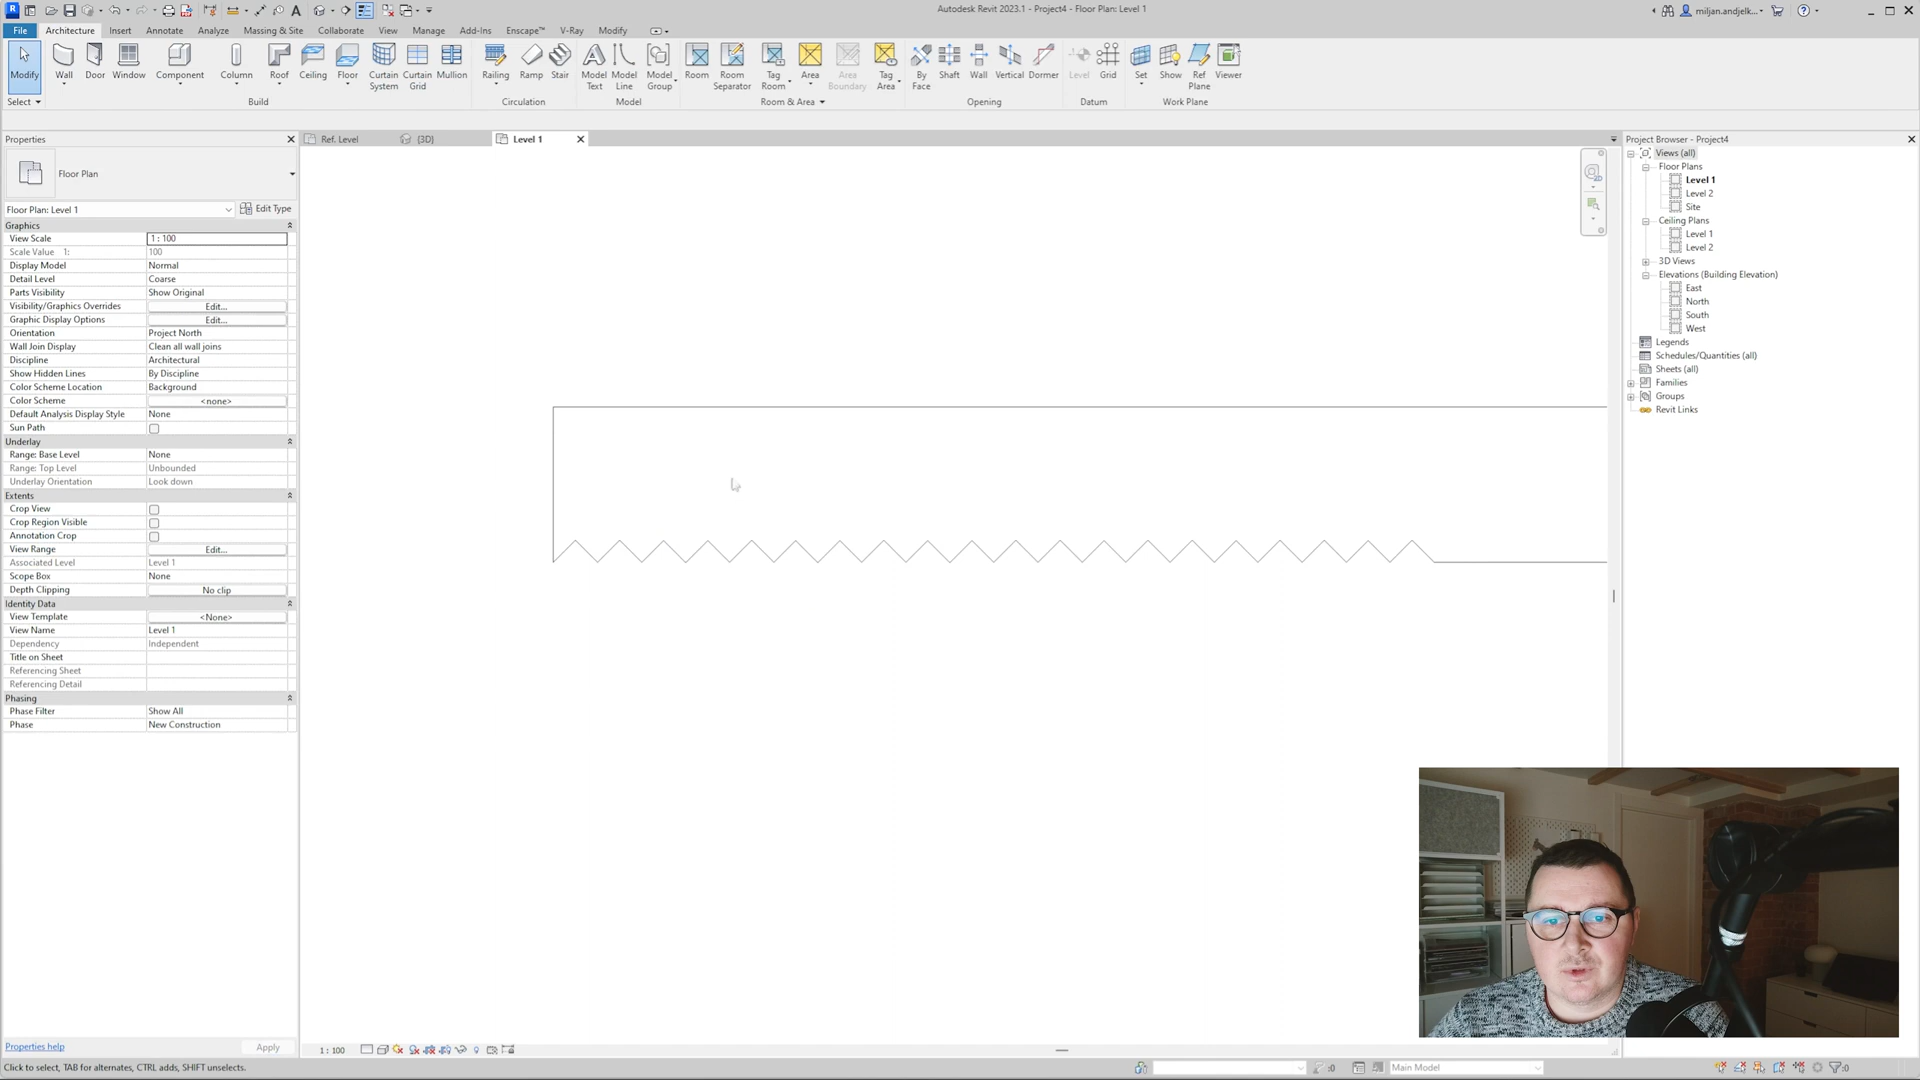 Autodesk Revit 2023.1 - Project4 - Floor Plan: Level 1
miljan.andjelk...
File Architecture Insert Annotate Analyze Massing & Site Collaborate View Manage Add-Ins Enscape™ V-Ray Modify
Modify Wall Door Window Component Column Roof Ceiling Floor Curtain System Curtain Grid Mullion Railing Ramp Stair Model Text Model Line Model Group Room Room Separator Tag Room Area Area Boundary Tag Area By Face Shaft Wall Vertical Dormer Level Grid Set Show Ref Plane Viewer
Select Build Circulation Model Room & Area Opening Datum Work Plane
Properties
Floor Plan
Floor Plan: Level 1 Edit Type
Graphics
View Scale 1 : 100
Scale Value 1: 100
Display Model Normal
Detail Level Coarse
Parts Visibility Show Original
Visibility/Graphics Overrides Edit...
Graphic Display Options Edit...
Orientation Project North
Wall Join Display Clean all wall joins
Discipline Architectural
Show Hidden Lines By Discipline
Color Scheme Location Background
Color Scheme <none>
Default Analysis Display Style None
Sun Path
Underlay
Range: Base Level None
Range: Top Level Unbounded
Underlay Orientation Look down
Extents
Crop View
Crop Region Visible
Annotation Crop
View Range Edit...
Associated Level Level 1
Scope Box None
Depth Clipping No clip
Identity Data
View Template <None>
View Name Level 1
Dependency Independent
Title on Sheet
Referencing Sheet
Referencing Detail
Phasing
Phase Filter Show All
Phase New Construction
Properties help Apply
Ref. Level {3D} Level 1
Project Browser - Project4
Views (all)
Floor Plans
Level 1
Level 2
Site
Ceiling Plans
Level 1
Level 2
3D Views
Elevations (Building Elevation)
East
North
South
West
Legends
Schedules/Quantities (all)
Sheets (all)
Families
Groups
Revit Links
1 : 100
Click to select, TAB for alternates, CTRL adds, SHIFT unselects.
:0 Main Model :0